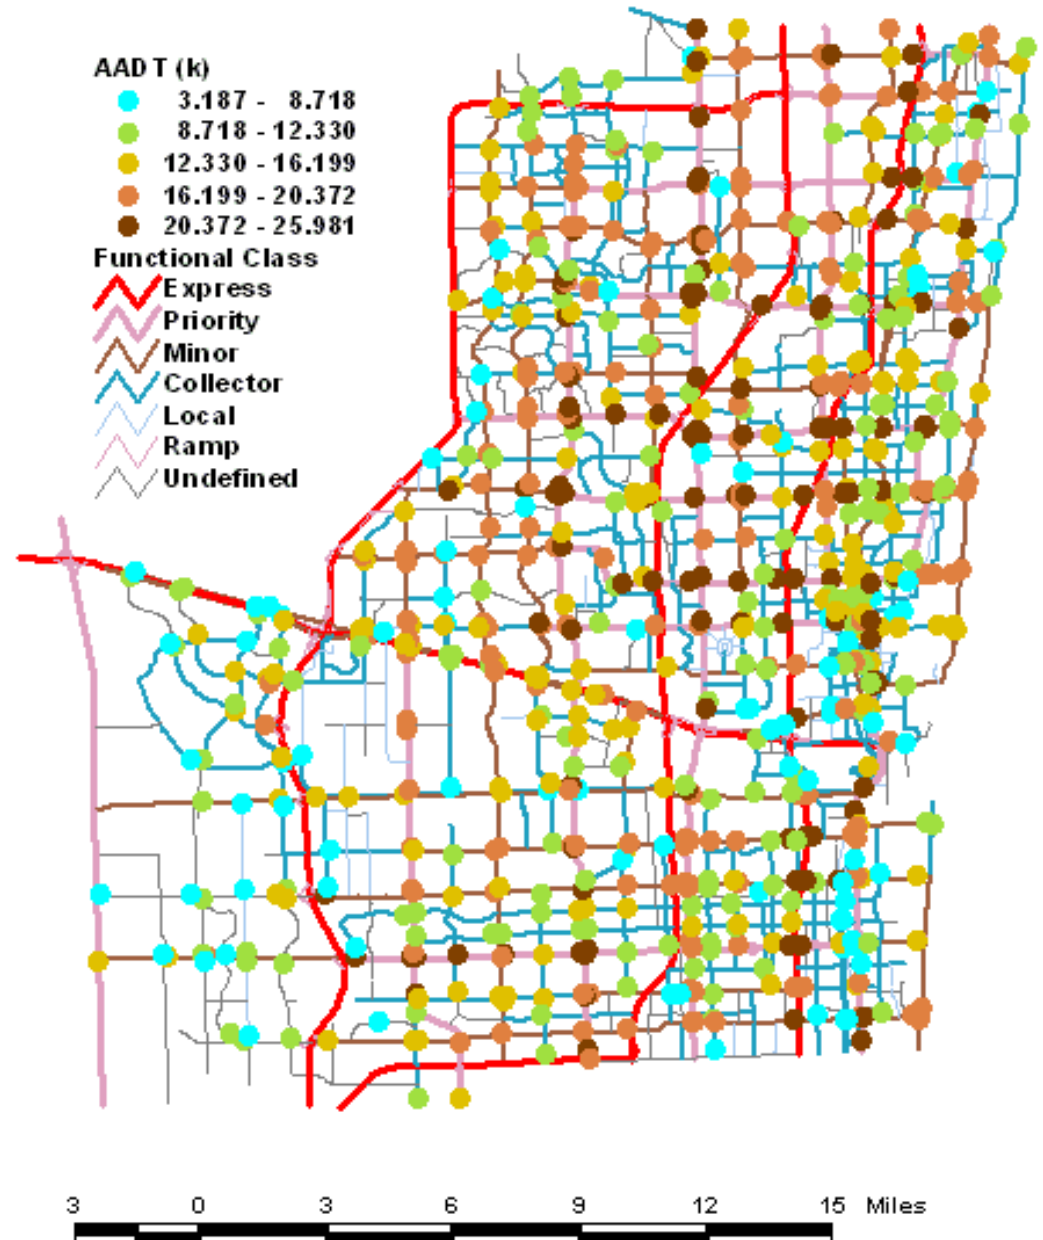 AADT (k)
3.187 - 8.718
8.718 - 12.330
12.330 - 16.199
16.199 - 20.372
20.372 - 25.981
Functional Class
Express
Priority
Minor
Collector
Local
Ramp
Undefined
3 0 3 6 9 12 15 Miles